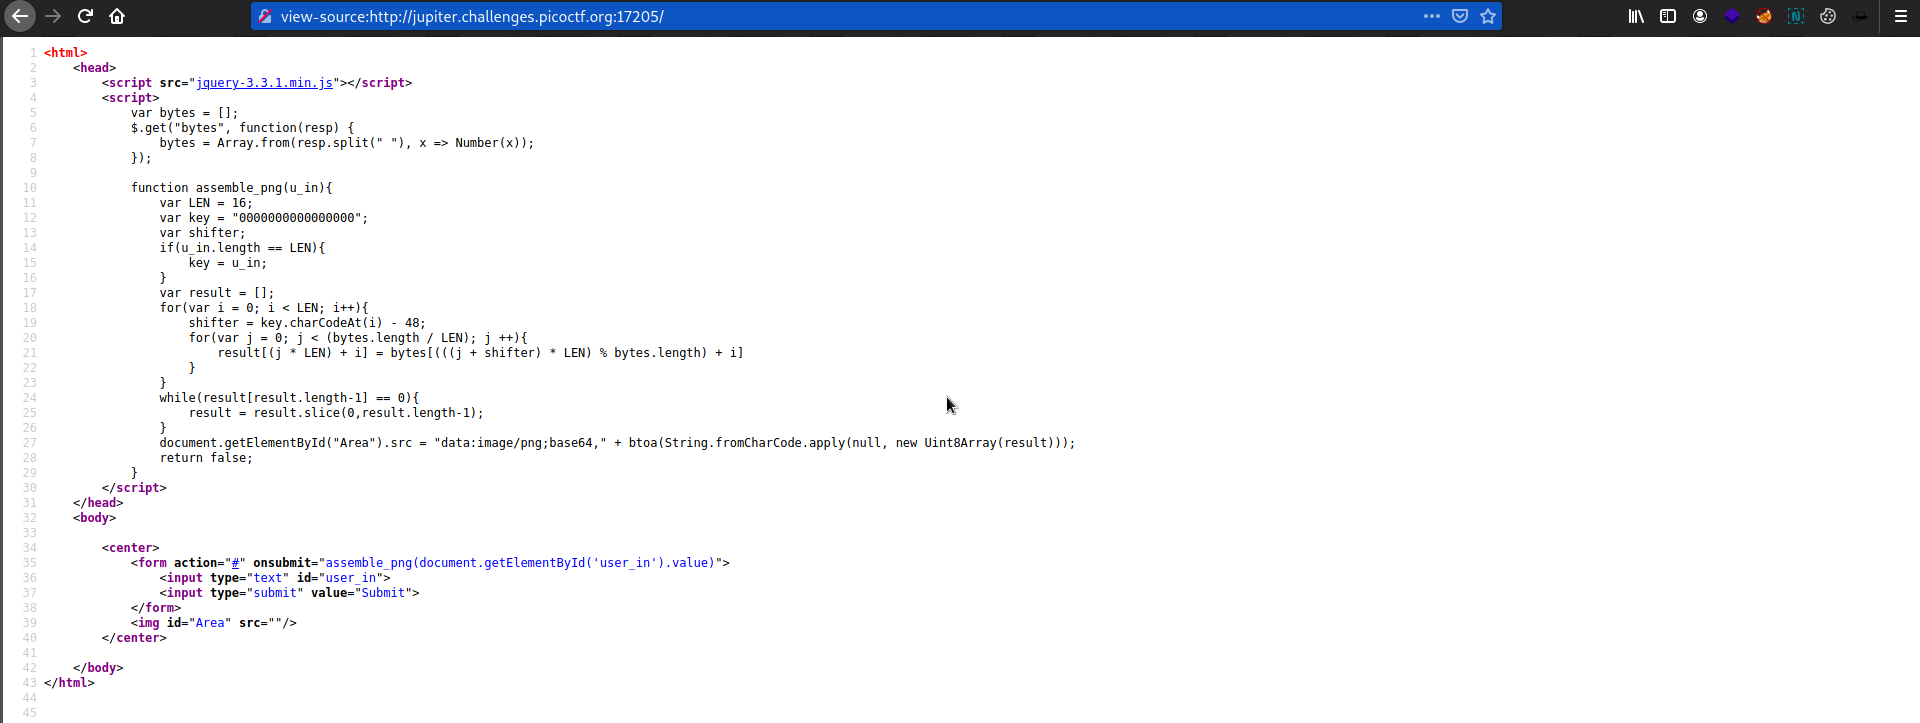 view-source:http://jupiter.challenges.picoctf.org:17205/
1 <html>
2 <head>
3 <script src="jquery-3.3.1.min.js"></script>
4 <script>
5 var bytes = [];
6 $.get("bytes", function(resp) {
7 bytes = Array.from(resp.split(" "), x => Number(x));
8 });
9
10 function assemble_png(u_in){
11 var LEN = 16;
12 var key = "0000000000000000";
13 var shifter;
14 if(u_in.length == LEN){
15 key = u_in;
16 }
17 var result = [];
18 for(var i = 0; i < LEN; i++){
19 shifter = key.charCodeAt(i) - 48;
20 for(var j = 0; j < (bytes.length / LEN); j ++){
21 result[(j * LEN) + i] = bytes[(((j + shifter) * LEN) % bytes.length) + i]
22 }
23 }
24 while(result[result.length-1] == 0){
25 result = result.slice(0,result.length-1);
26 }
27 document.getElementById("Area").src = "data:image/png;base64," + btoa(String.fromCharCode.apply(null, new Uint8Array(result)));
28 return false;
29 }
30 </script>
31 </head>
32 <body>
33
34 <center>
35 <form action="#" onsubmit="assemble_png(document.getElementById('user_in').value)">
36 <input type="text" id="user_in">
37 <input type="submit" value="Submit">
38 </form>
39 <img id="Area" src=""/>
40 </center>
41
42 </body>
43 </html>
44
45